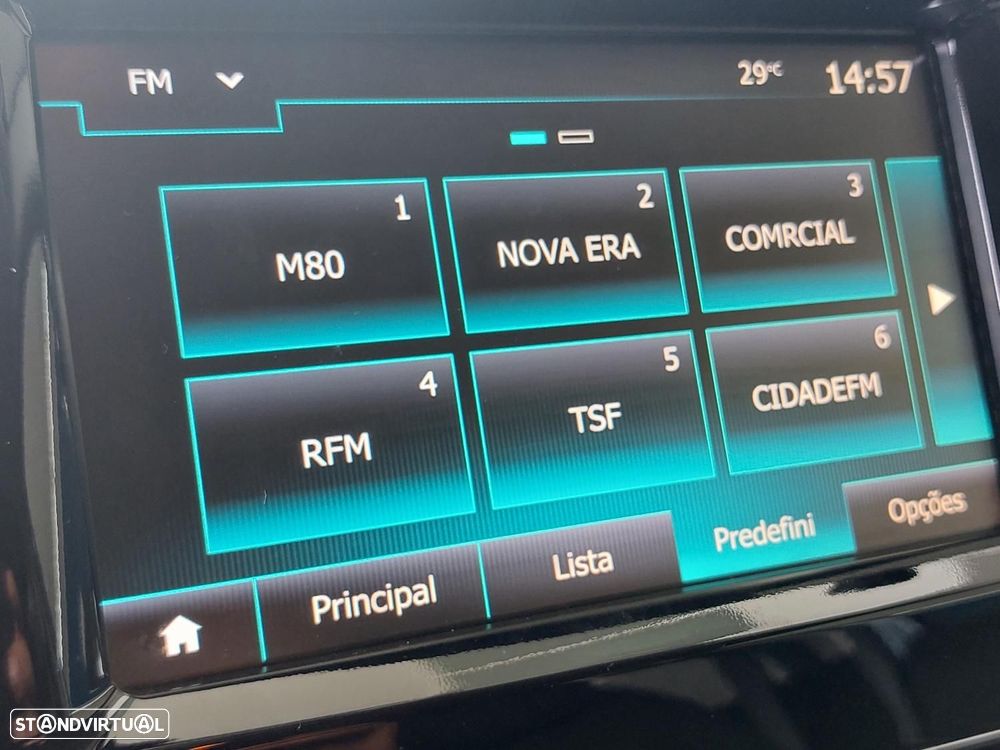 FM 29°C 14:57
1 2 3
M80 NOVA ERA COMRCIAL
4 5 6
RFM TSF CIDADEFM
Principal Lista Predefini Opções
STANDVIRTUAL